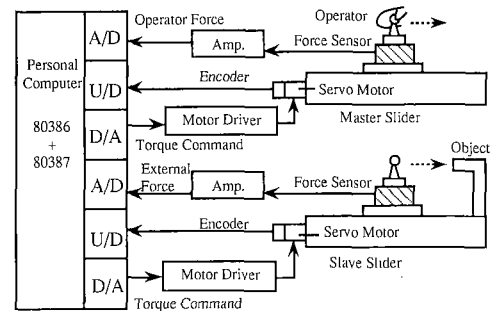 Operator Force
Operator
A/D
Amp.
Force Sensor
Personal
Computer
80386
+
80387
U/D
Encoder
Servo Motor
D/A
Motor Driver
Master Slider
Torque Command
Object
A/D
External
Force
Amp.
Force Sensor
U/D
Encoder
Servo Motor
Slave Slider
D/A
Motor Driver
Torque Command